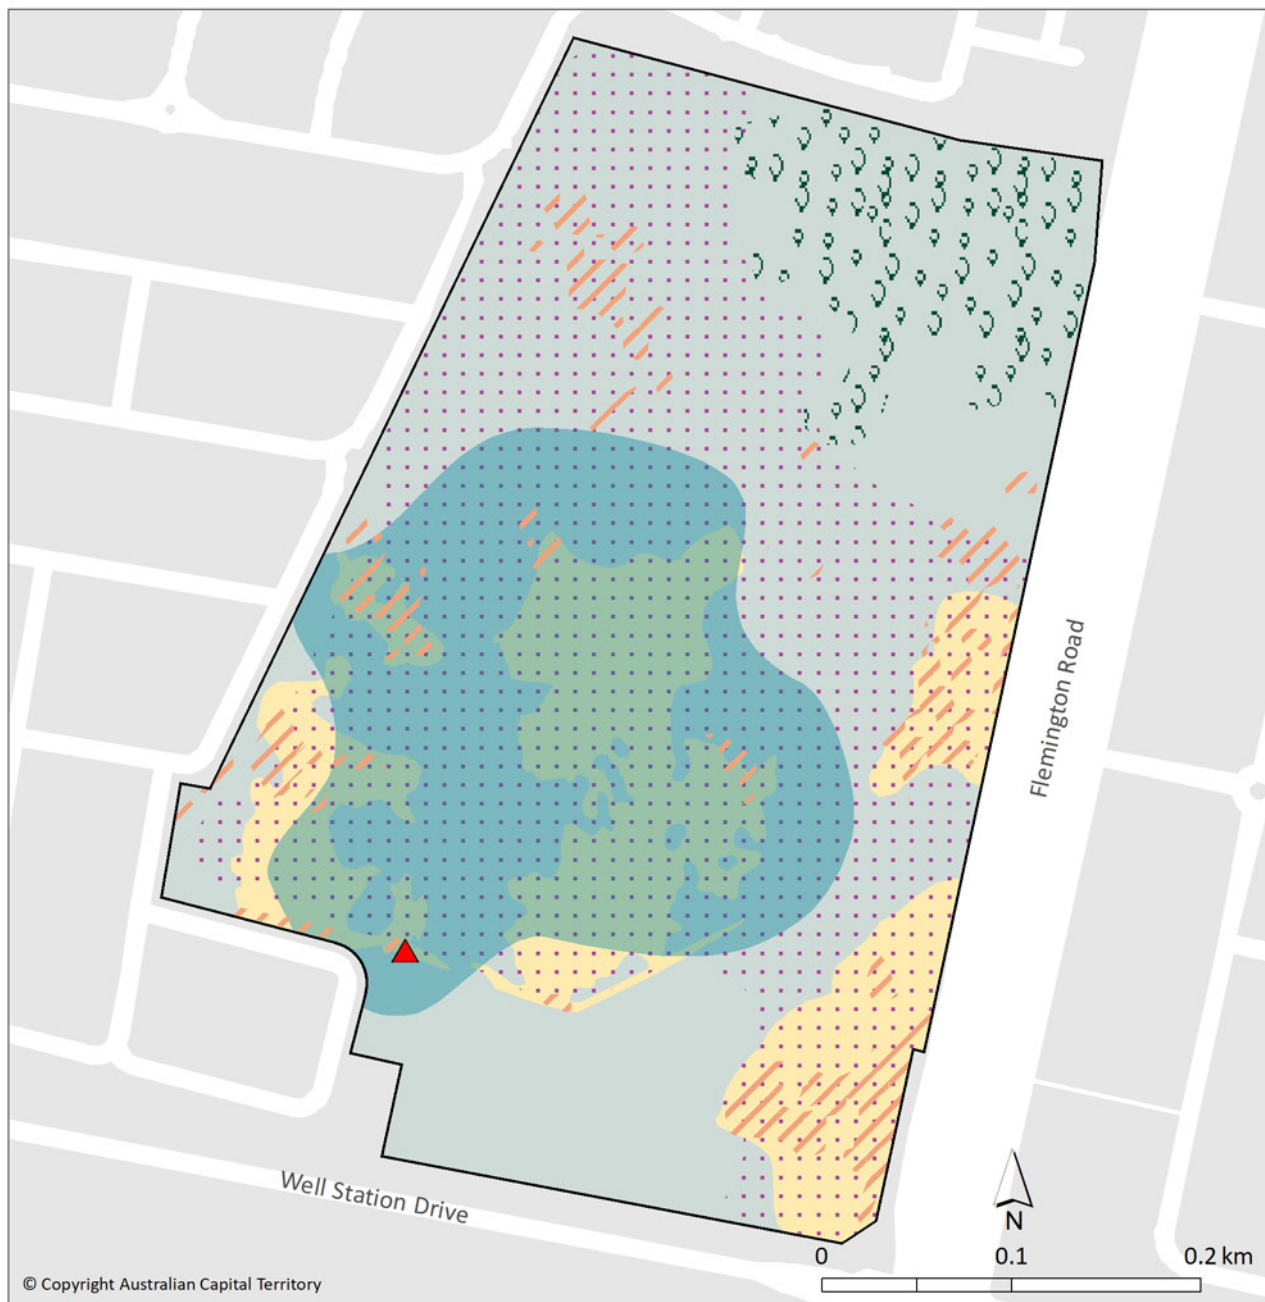 Flemington Road
Well Station Drive
N
0 0.1 0.2 km
© Copyright Australian Capital Territory